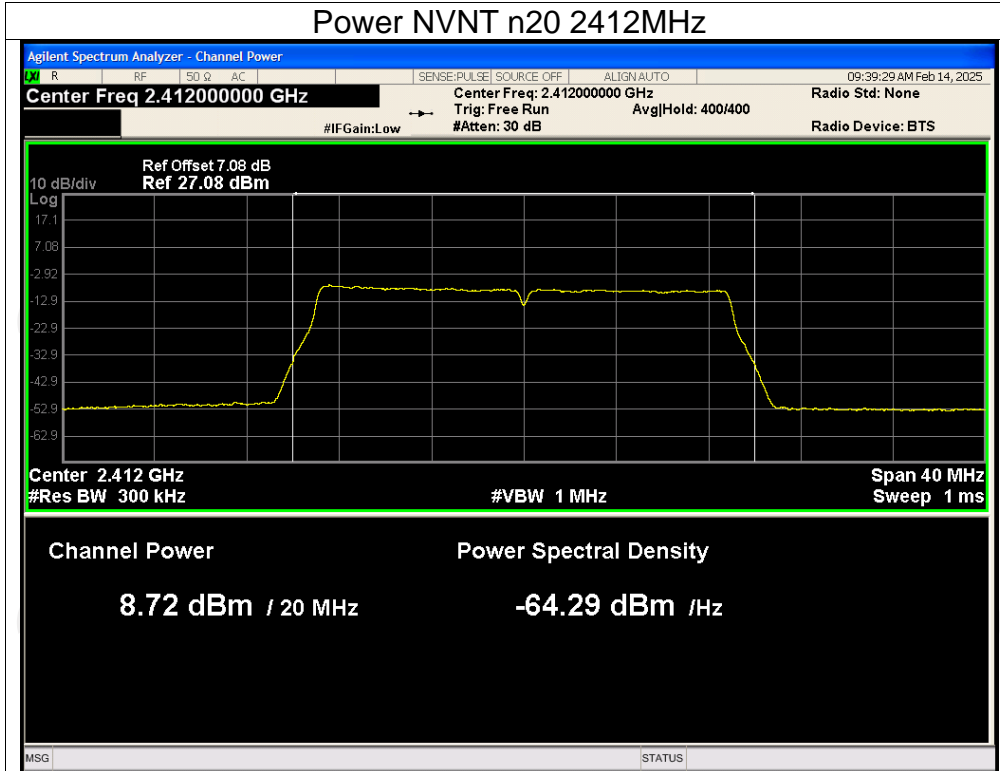 Power NVNT n20 2412MHz
Agilent Spectrum Analyzer - Channel Power
LXI R RF 50 Ω AC SENSE:PULSE SOURCE OFF ALIGN AUTO 09:39:29 AM Feb 14, 2025
Center Freq 2.412000000 GHz Center Freq: 2.412000000 GHz Radio Std: None
Trig: Free Run Avg|Hold: 400/400
#IFGain:Low #Atten: 30 dB Radio Device: BTS
Ref Offset 7.08 dB
10 dB/div Ref 27.08 dBm
Log
17.1
7.08
-2.92
-12.9
-22.9
-32.9
-42.9
-52.9
-62.9
Center 2.412 GHz Span 40 MHz
#Res BW 300 kHz #VBW 1 MHz Sweep 1 ms
Channel Power Power Spectral Density
8.72 dBm / 20 MHz -64.29 dBm /Hz
MSG STATUS